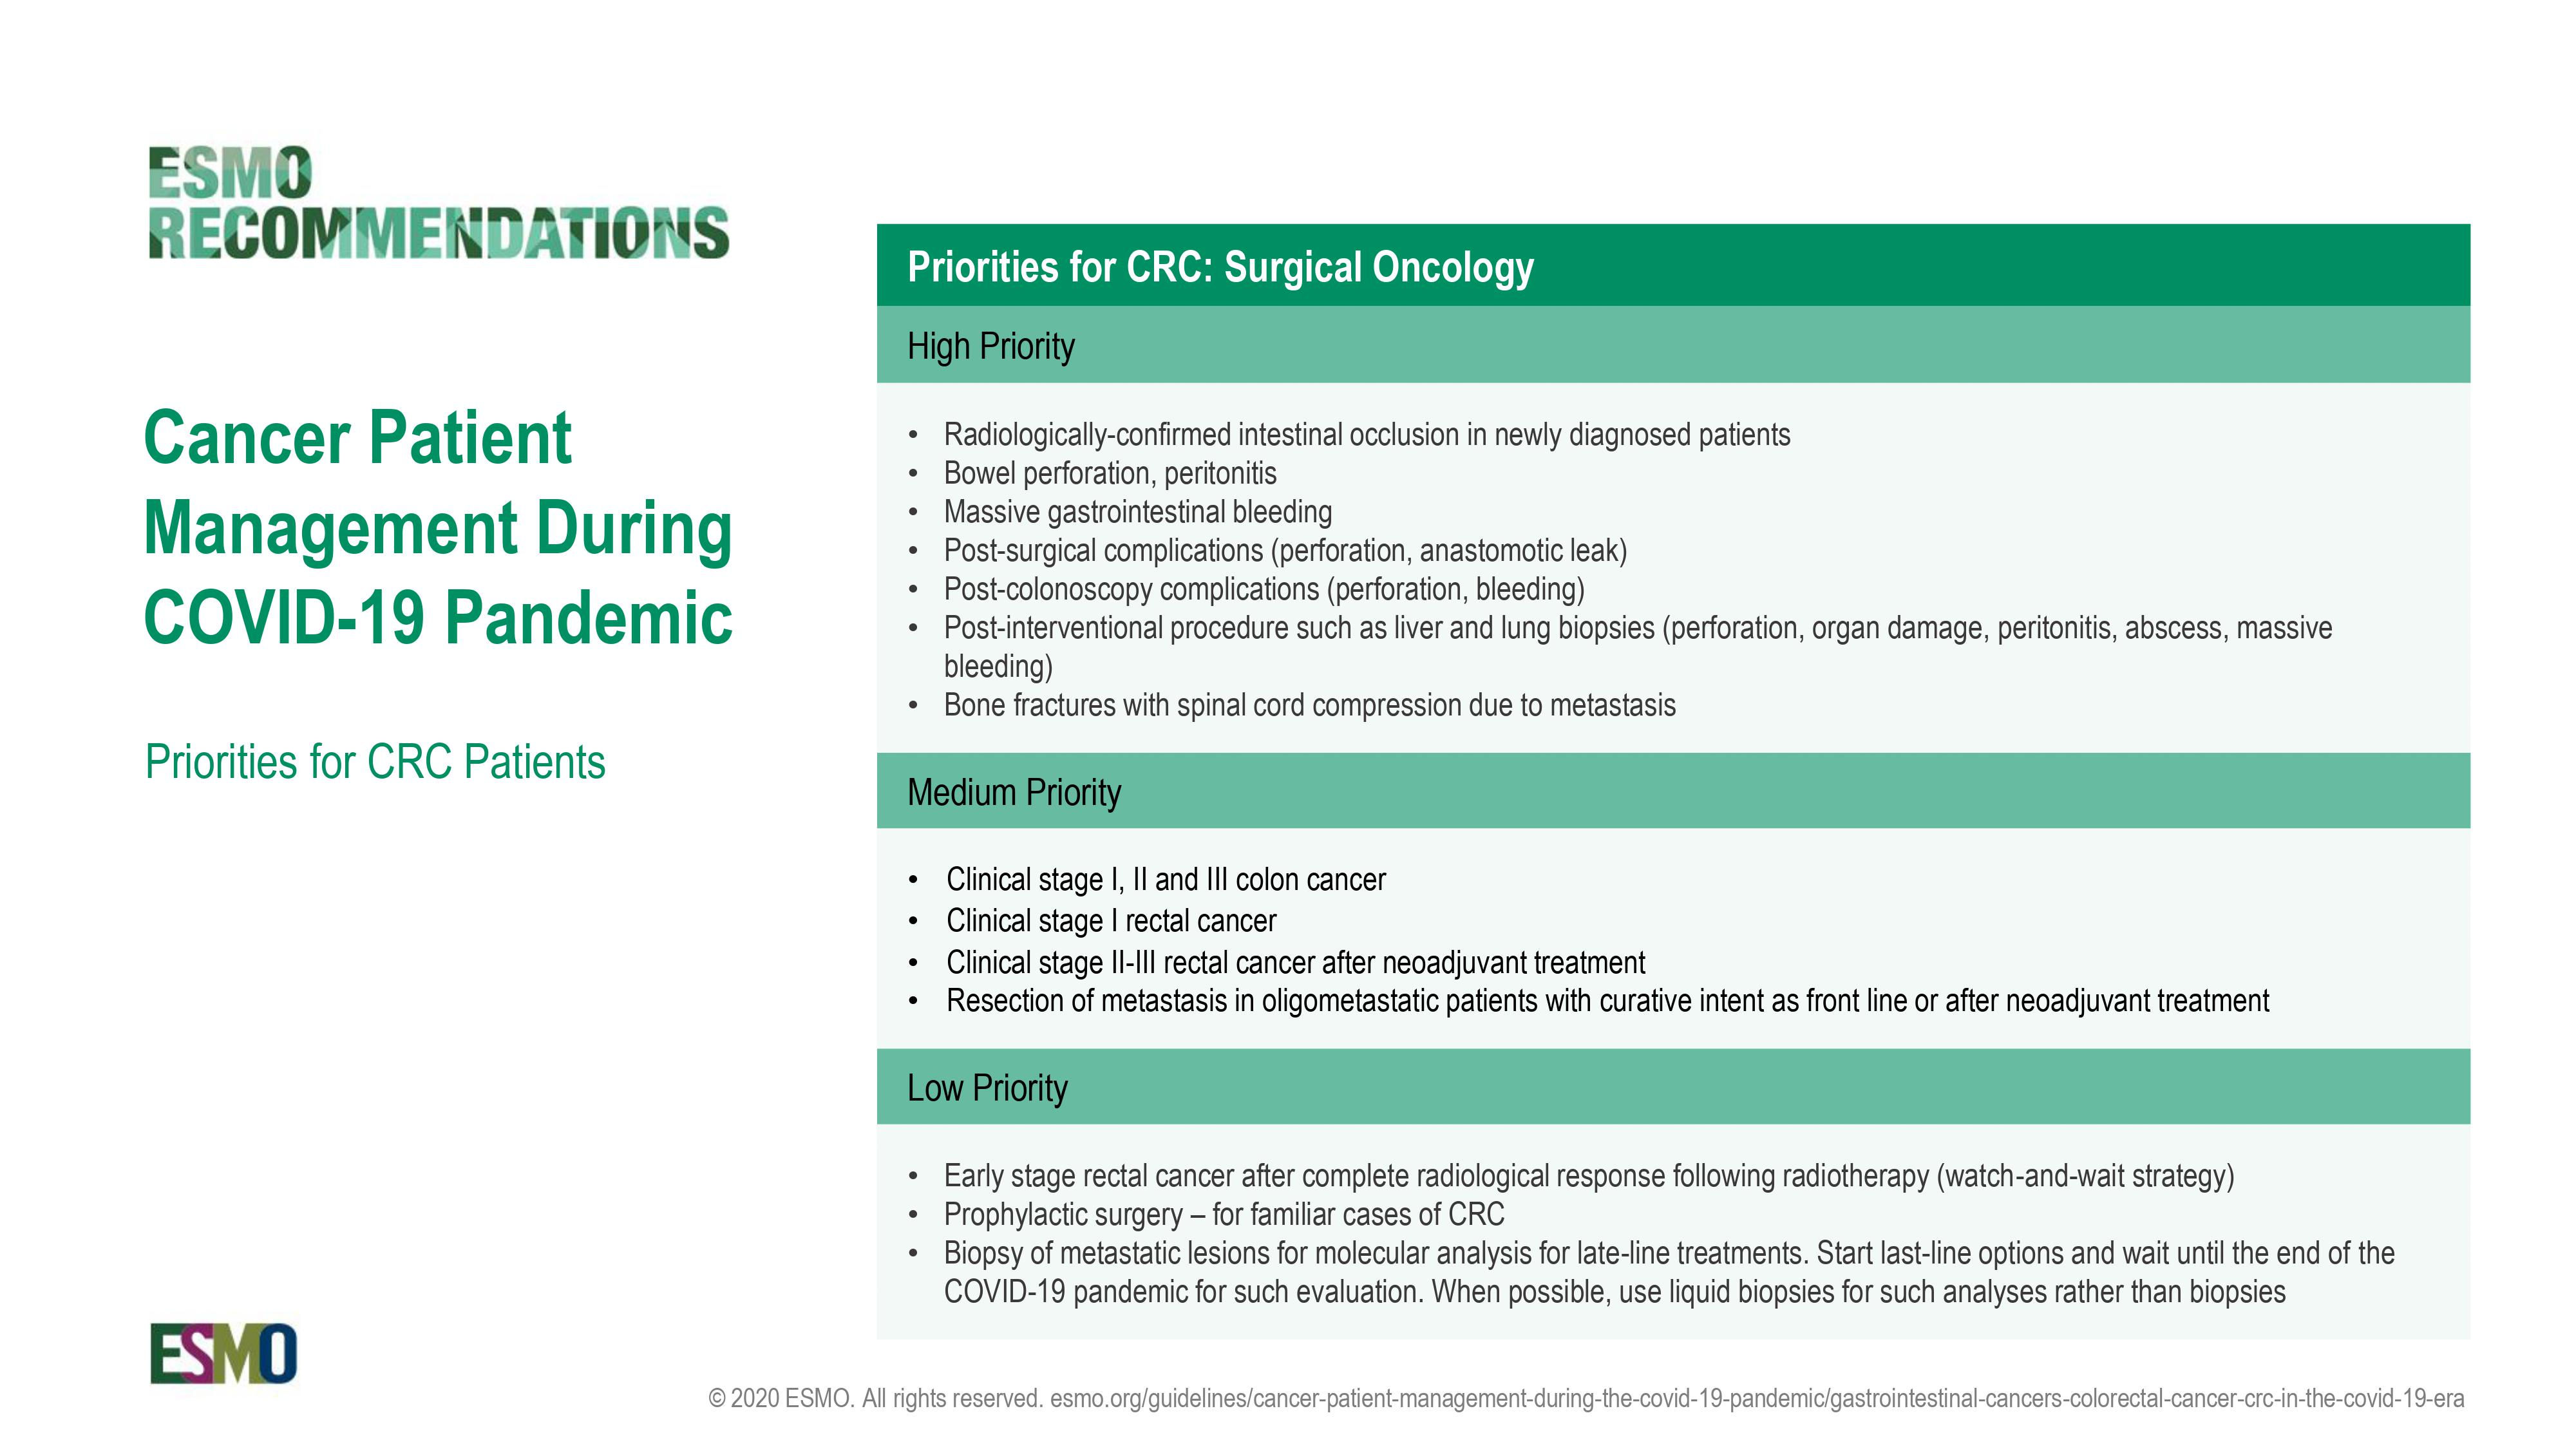 ESMO
RECOMMENDATIONS
Cancer Patient
Management During
COVID-19 Pandemic
Priorities for CRC Patients
Priorities for CRC: Surgical Oncology
High Priority
• Radiologically-confirmed intestinal occlusion in newly diagnosed patients
• Bowel perforation, peritonitis
• Massive gastrointestinal bleeding
• Post-surgical complications (perforation, anastomotic leak)
• Post-colonoscopy complications (perforation, bleeding)
• Post-interventional procedure such as liver and lung biopsies (perforation, organ damage, peritonitis, abscess, massive
bleeding)
• Bone fractures with spinal cord compression due to metastasis
Medium Priority
• Clinical stage I, II and III colon cancer
• Clinical stage I rectal cancer
• Clinical stage II-III rectal cancer after neoadjuvant treatment
• Resection of metastasis in oligometastatic patients with curative intent as front line or after neoadjuvant treatment
Low Priority
• Early stage rectal cancer after complete radiological response following radiotherapy (watch-and-wait strategy)
• Prophylactic surgery – for familiar cases of CRC
• Biopsy of metastatic lesions for molecular analysis for late-line treatments. Start last-line options and wait until the end of the
COVID-19 pandemic for such evaluation. When possible, use liquid biopsies for such analyses rather than biopsies
ESMO
© 2020 ESMO. All rights reserved. esmo.org/guidelines/cancer-patient-management-during-the-covid-19-pandemic/gastrointestinal-cancers-colorectal-cancer-crc-in-the-covid-19-era